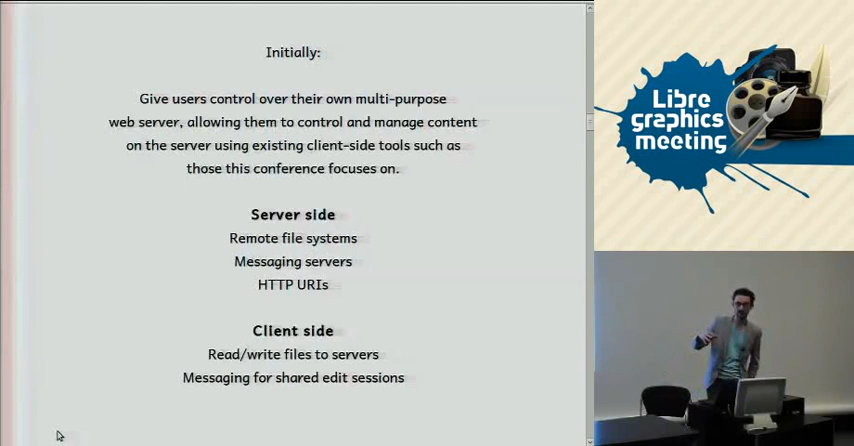 Initially:
Give users control over their own multi-purpose
web server, allowing them to control and manage content
on the server using existing client-side tools such as
those this conference focuses on.
Server side
Remote file systems
Messaging servers
HTTP URIs
Client side
Read/write files to servers
Messaging for shared edit sessions
Libre
graphics
meeting